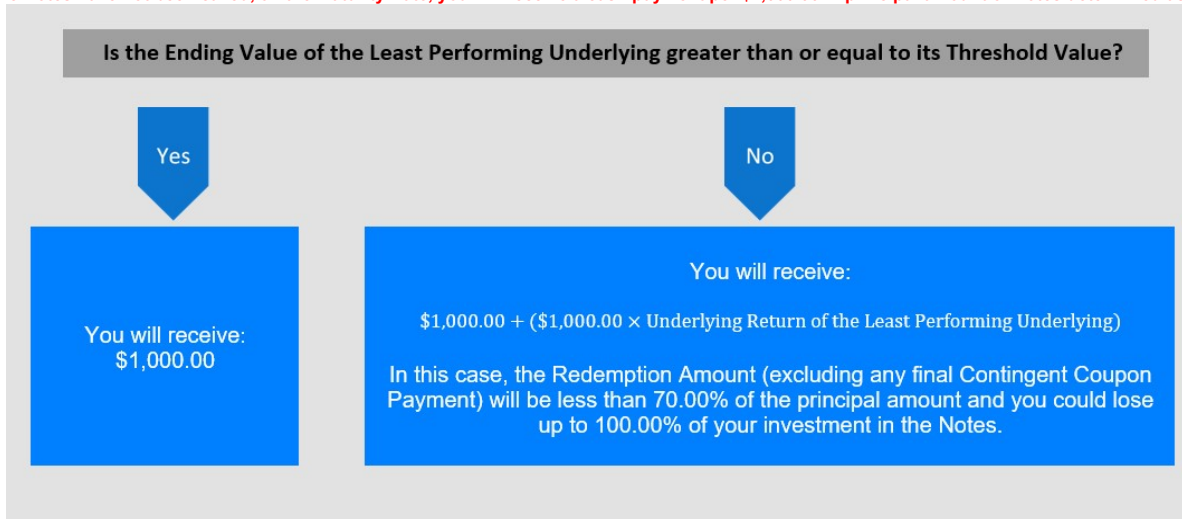 Is the Ending Value of the Least Performing Underlying greater than or equal to its Threshold Value?
Yes
No
You will receive:
$1,000.00
You will receive:
$1,000.00 + ($1,000.00 × Underlying Return of the Least Performing Underlying)
In this case, the Redemption Amount (excluding any final Contingent Coupon
Payment) will be less than 70.00% of the principal amount and you could lose
up to 100.00% of your investment in the Notes.